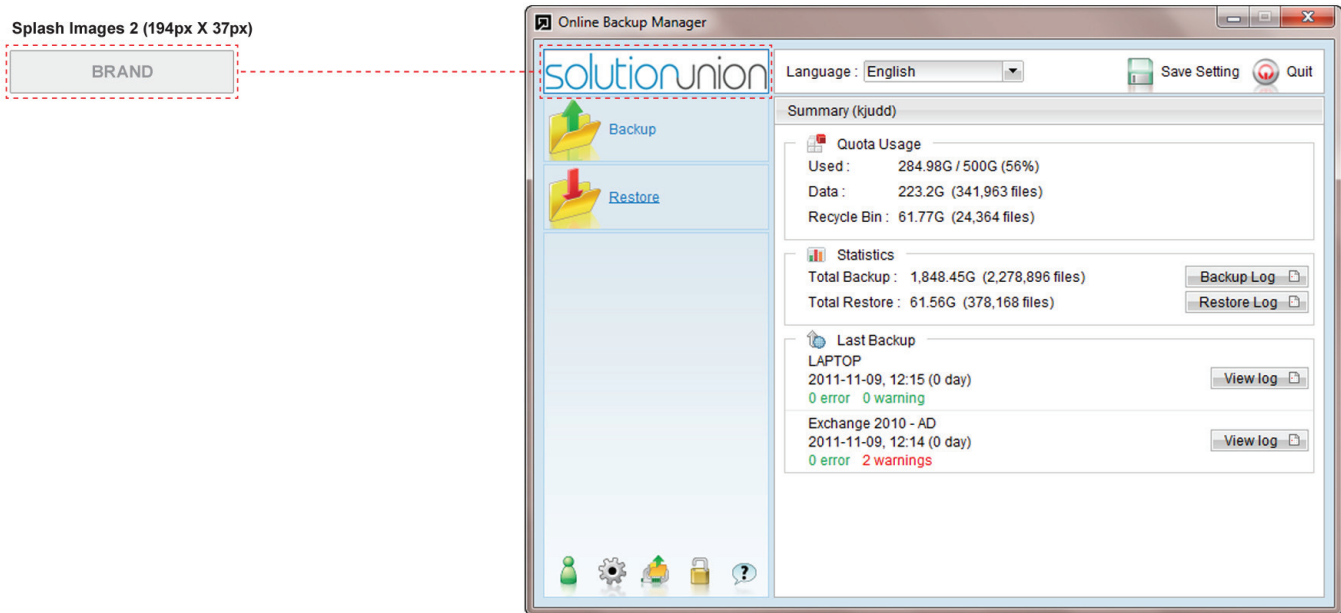 Splash Images 2 (194px X 37px)
BRAND
Online Backup Manager
solutionunion
Language : English
Save Setting
Quit
Backup
Restore
Summary (kjudd)
Quota Usage
Used : 284.98G / 500G (56%)
Data : 223.2G (341,963 files)
Recycle Bin : 61.77G (24,364 files)
Statistics
Total Backup : 1,848.45G (2,278,896 files)
Backup Log
Total Restore : 61.56G (378,168 files)
Restore Log
Last Backup
LAPTOP
2011-11-09, 12:15 (0 day)
View log
0 error 0 warning
Exchange 2010 - AD
2011-11-09, 12:14 (0 day)
View log
0 error 2 warnings